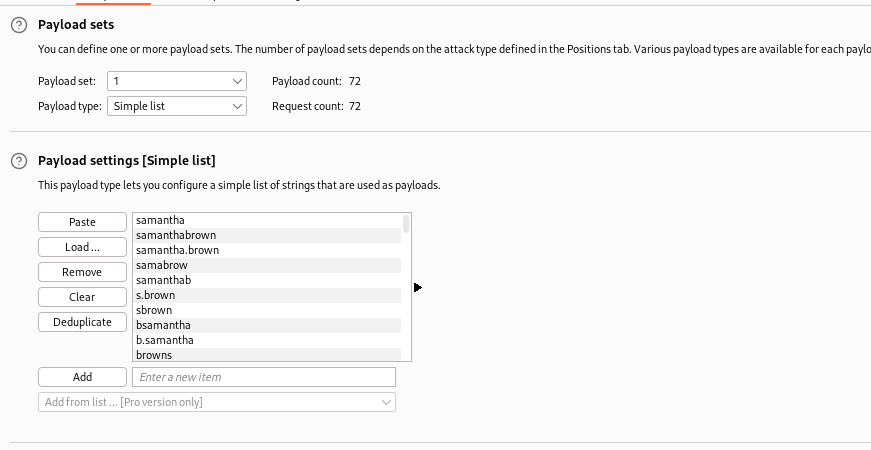 Payload sets
You can define one or more payload sets. The number of payload sets depends on the attack type defined in the Positions tab. Various payload types are available for each paylo
Payload set: 1 Payload count: 72
Payload type: Simple list Request count: 72
Payload settings [Simple list]
This payload type lets you configure a simple list of strings that are used as payloads.
Paste
Load ...
Remove
Clear
Deduplicate
samantha
samanthabrown
samantha.brown
samabrow
samanthab
s.brown
sbrown
bsamantha
b.samantha
browns
Add Enter a new item
Add from list ... [Pro version only]